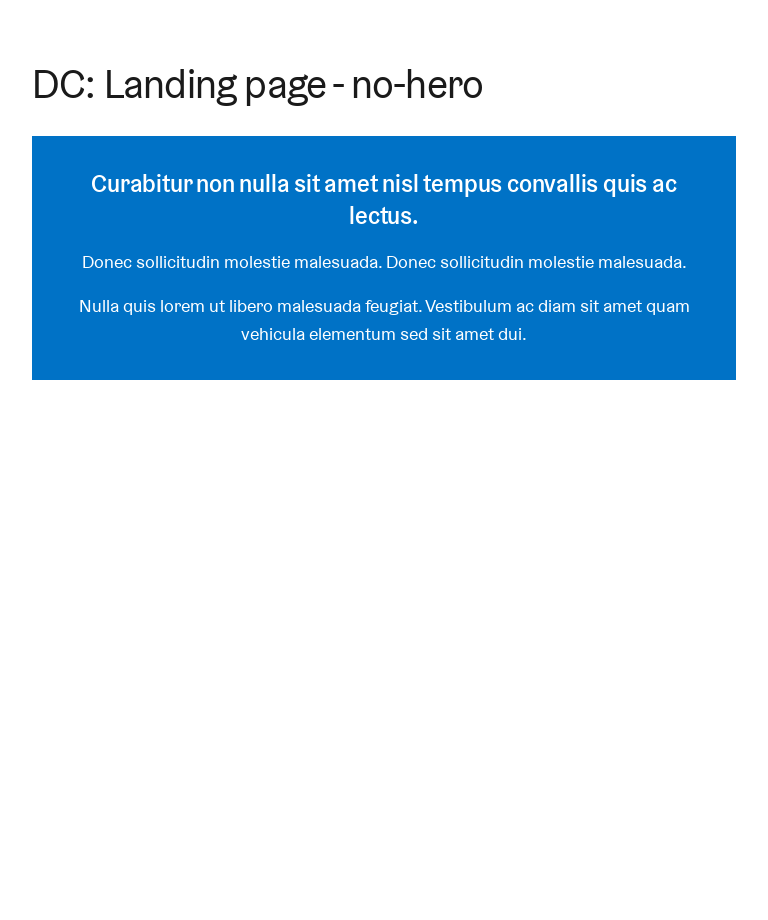 DC: Landing page - no-hero
Curabitur non nulla sit amet nisl tempus convallis quis ac
lectus.
Donec sollicitudin molestie malesuada. Donec sollicitudin molestie malesuada.
Nulla quis lorem ut libero malesuada feugiat. Vestibulum ac diam sit amet quam
vehicula elementum sed sit amet dui.